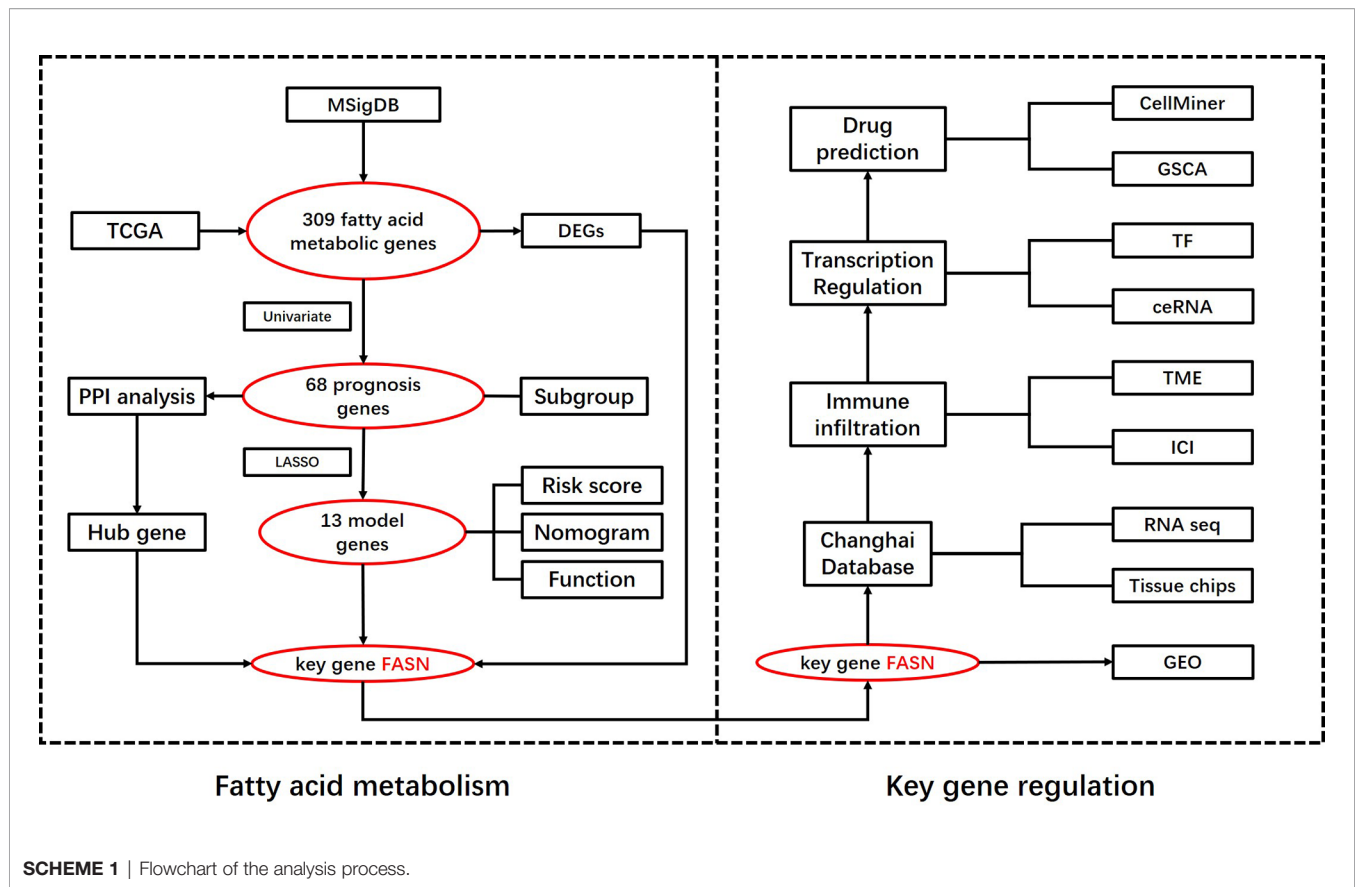 MSigDB
TCGA
309 fatty acid
metabolic genes
DEGs
Univariate
PPI analysis
68 prognosis
genes
Subgroup
LASSO
Hub gene
13 model
genes
Risk score
Nomogram
Function
key gene FASN
Fatty acid metabolism
Drug
prediction
CellMiner
GSCA
Transcription
Regulation
TF
ceRNA
Immune
infiltration
TME
ICI
Changhai
Database
RNA seq
Tissue chips
key gene FASN
GEO
Key gene regulation
SCHEME 1 | Flowchart of the analysis process.